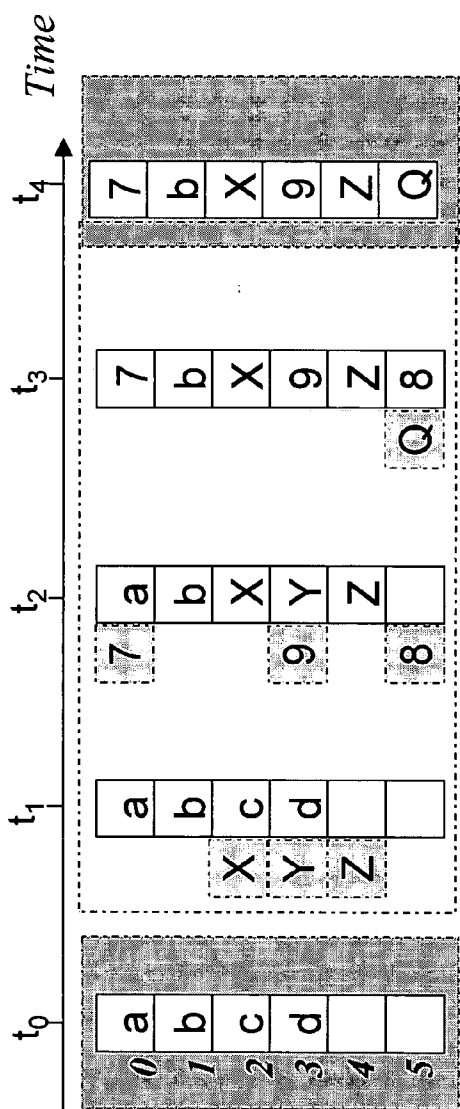 t0 t1 t2 t3 t4 Time
0 a a 7 a 7 7
1 b b b b b
2 c X c X X X
3 d Y d 9 Y 9 9
4 Z Z Z Z
5 8 Q 8 Q